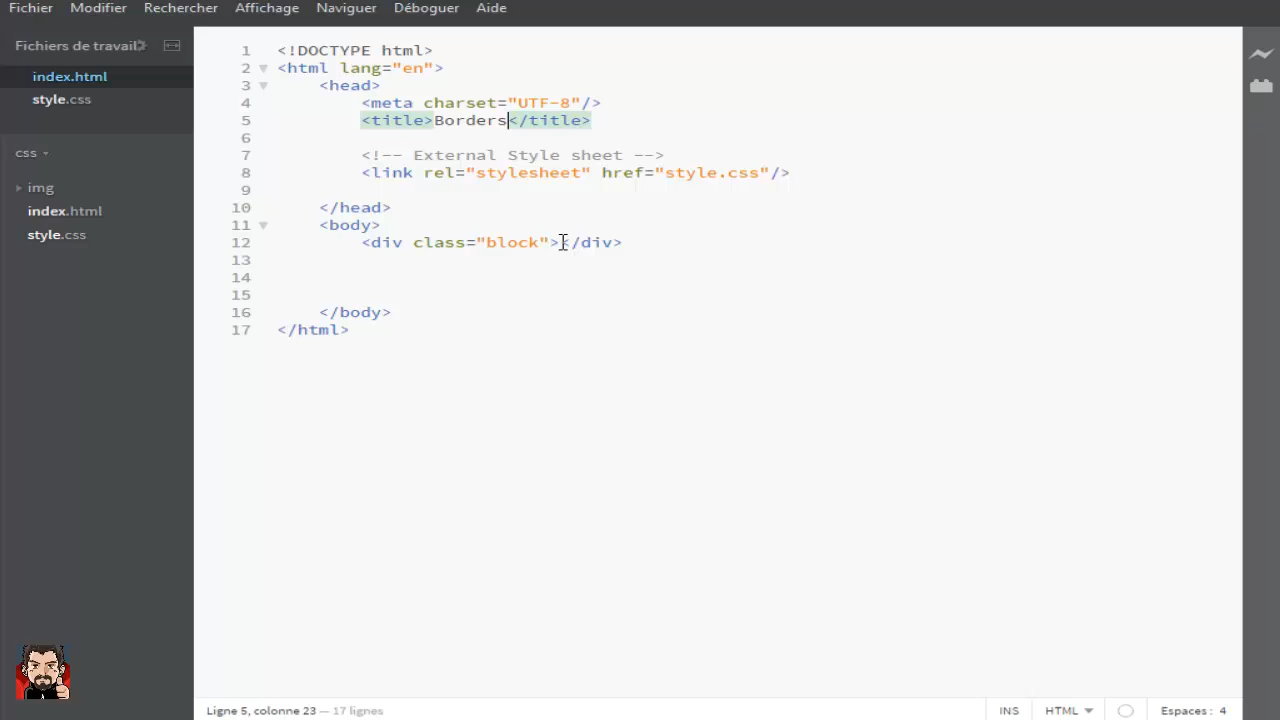 Fichier Modifier Rechercher Affichage Naviguer Déboguer Aide
Fichiers de travail
index.html
style.css
css
img
index.html
style.css
1 <!DOCTYPE html>
2 <html lang="en">
3 <head>
4 <meta charset="UTF-8"/>
5 <title>Borders</title>
6
7 <!-- External Style sheet -->
8 <link rel="stylesheet" href="style.css"/>
9
10 </head>
11 <body>
12 <div class="block"></div>
13
14
15
16 </body>
17 </html>
Ligne 5, colonne 23 — 17 lignes
INS HTML Espaces : 4